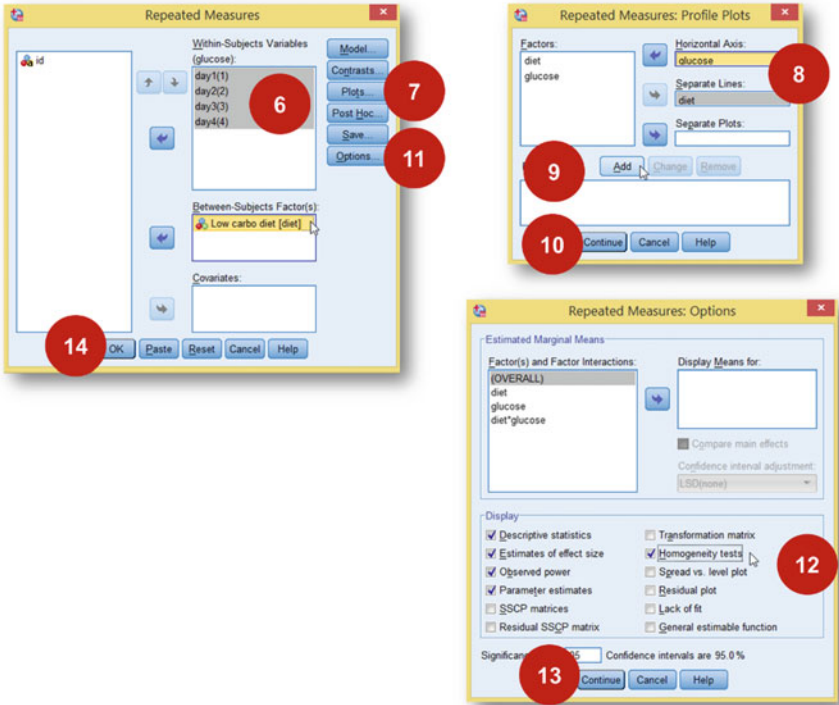 Repeated Measures
id
Within-Subjects Variables
(glucose):
day1(1)
day2(2)
day3(3)
day4(4)
6
Model...
Contrasts...
Plots...
7
Post Hoc...
Save...
Options...
11
Between-Subjects Factor(s):
Low carbo diet [diet]
Covariates:
14
OK Paste Reset Cancel Help
Repeated Measures: Profile Plots
Factors:
diet
glucose
Horizontal Axis:
glucose
8
Separate Lines:
diet
Separate Plots:
9
Add Change Remove
10
Continue Cancel Help
Repeated Measures: Options
Estimated Marginal Means
Factor(s) and Factor Interactions:
(OVERALL)
diet
glucose
diet*glucose
Display Means for:
Compare main effects
Confidence interval adjustment:
LSD(none)
Display
Descriptive statistics
Estimates of effect size
Observed power
Parameter estimates
SSCP matrices
Residual SSCP matrix
Transformation matrix
Homogeneity tests
Spread vs. level plot
Residual plot
Lack of fit
General estimable function
12
Confidence intervals are 95.0 %
13
Continue Cancel Help